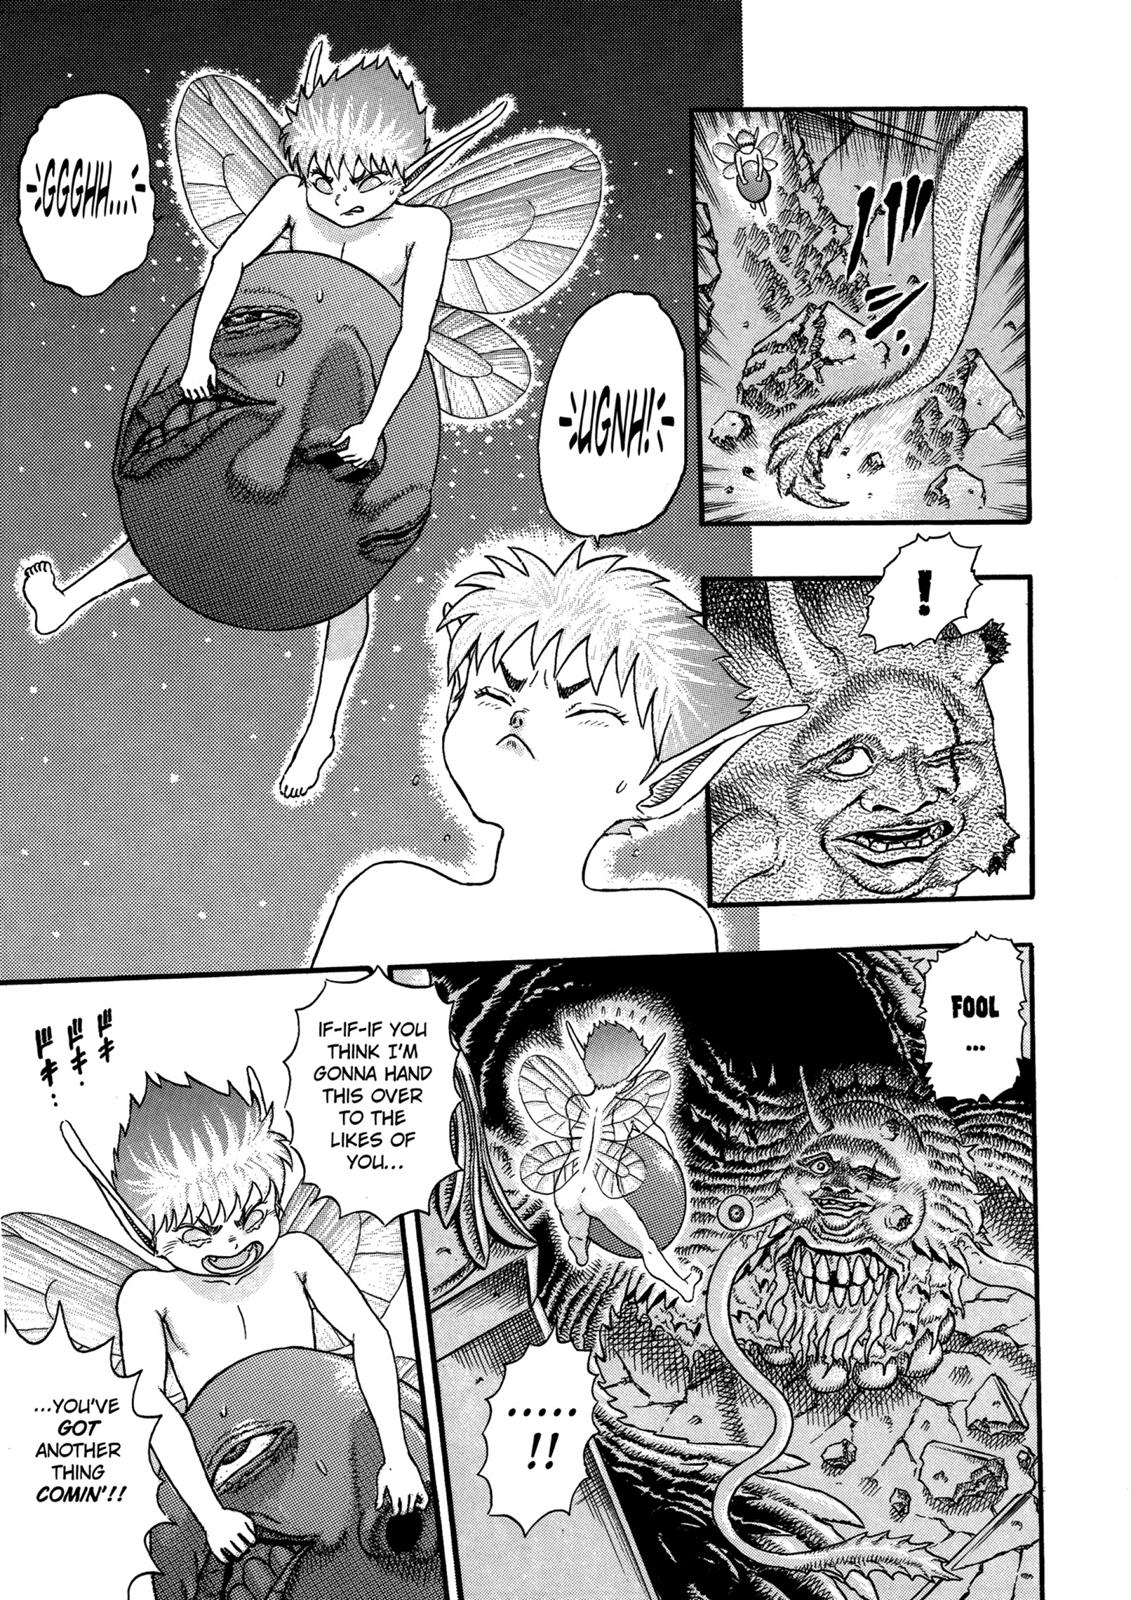 !
UGNH!
GGGHH...
FOOL
...
.....
!!
IF-IF-IF YOU
THINK I'M
GONNA HAND
THIS OVER
TO THE
LIKES OF
YOU...
ドキ
ドキ.
ドキ..
...YOU'VE
GOT
ANOTHER
THING
COMIN'!!